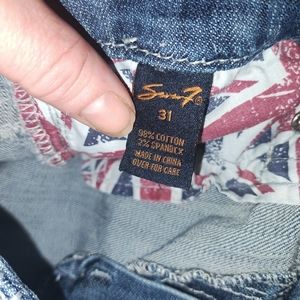 Seven7®
31
98% COTTON
2% SPANDEX
MADE IN CHINA
OVER FOR CARE